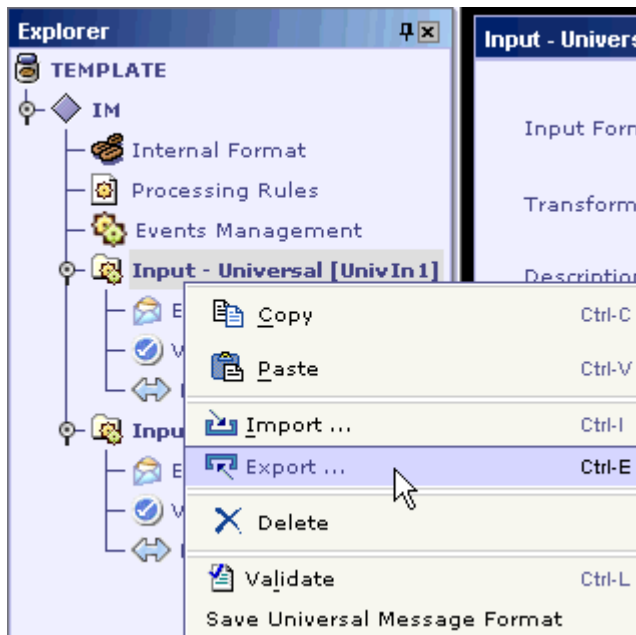 Explorer
TEMPLATE
IM
Internal Format
Processing Rules
Events Management
Input - Universal [UnivIn1]
E
V
Inpu
E
V
Copy Ctrl-C
Paste Ctrl-V
Import ... Ctrl-I
Export ... Ctrl-E
Delete
Validate Ctrl-L
Save Universal Message Format
Input - Univers
Input Form
Transform
Description